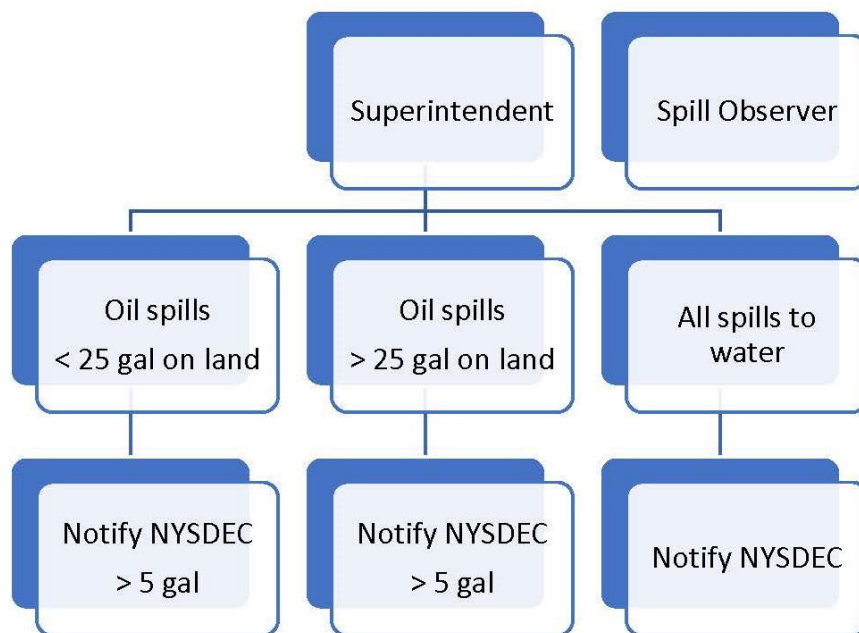 Superintendent
Spill Observer
Oil spills
< 25 gal on land
Oil spills
> 25 gal on land
All spills to
water
Notify NYSDEC
> 5 gal
Notify NYSDEC
> 5 gal
Notify NYSDEC